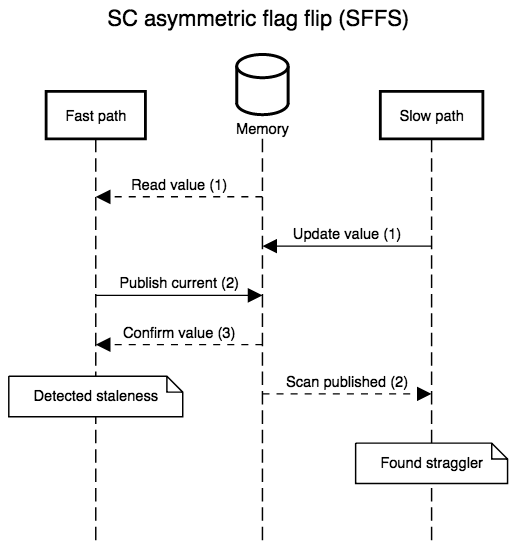 SC asymmetric flag flip (SFFS)
Fast path
Memory
Slow path
Read value (1)
Update value (1)
Publish current (2)
Confirm value (3)
Scan published (2)
Detected staleness
Found straggler